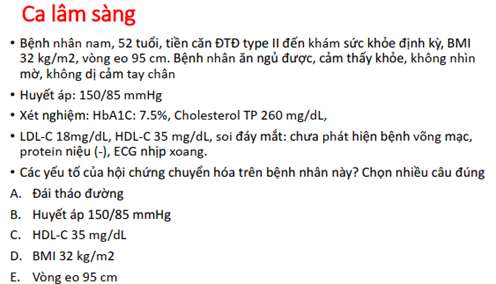 Ca lâm sàng
• Bệnh nhân nam, 52 tuổi, tiền căn ĐTĐ type II đến khám sức khỏe định kỳ, BMI
32 kg/m2, vòng eo 95 cm. Bệnh nhân ăn ngủ được, cảm thấy khỏe, không nhìn
mờ, không dị cảm tay chân
• Huyết áp: 150/85 mmHg
• Xét nghiệm: HbA1C: 7.5%, Cholesterol TP 260 mg/dL,
• LDL-C 18mg/dL, HDL-C 35 mg/dL, soi đáy mắt: chưa phát hiện bệnh võng mạc,
protein niệu (-), ECG nhịp xoang.
• Các yếu tố của hội chứng chuyển hóa trên bệnh nhân này? Chọn nhiều câu đúng
A. Đái tháo đường
B. Huyết áp 150/85 mmHg
C. HDL-C 35 mg/dL
D. BMI 32 kg/m2
E. Vòng eo 95 cm